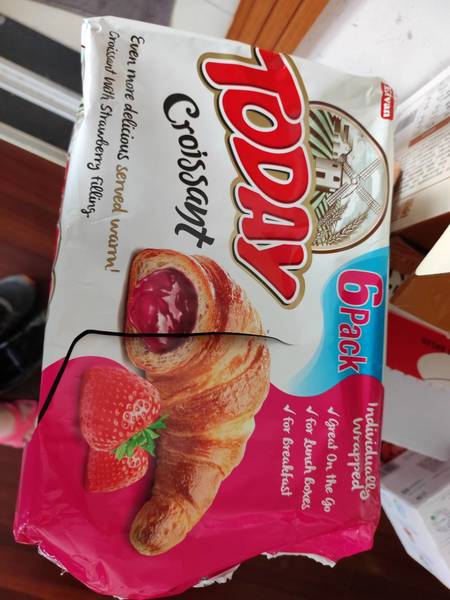 Elvan
TODAY
Croissant
Even more delicious served warm!
Croissant With Strawberry Filling.
6 Pack
Individually
Wrapped
√ Great On the Go
√ For Lunch Boxes
√ For Breakfast